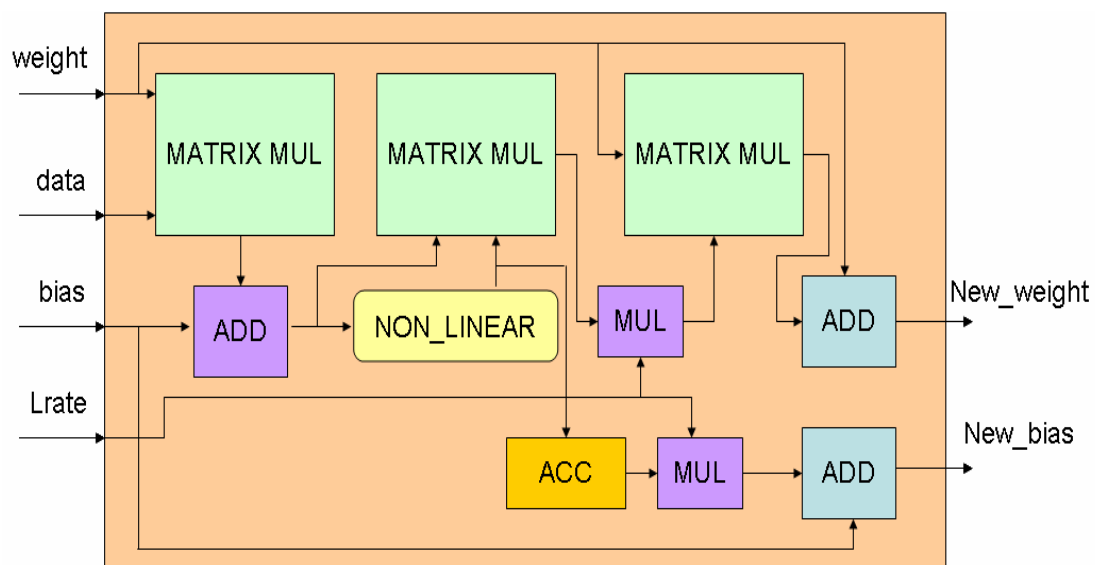 weight
MATRIX MUL
MATRIX MUL
MATRIX MUL
data
bias
ADD
NON_LINEAR
MUL
ADD
New_weight
Lrate
ACC
MUL
ADD
New_bias